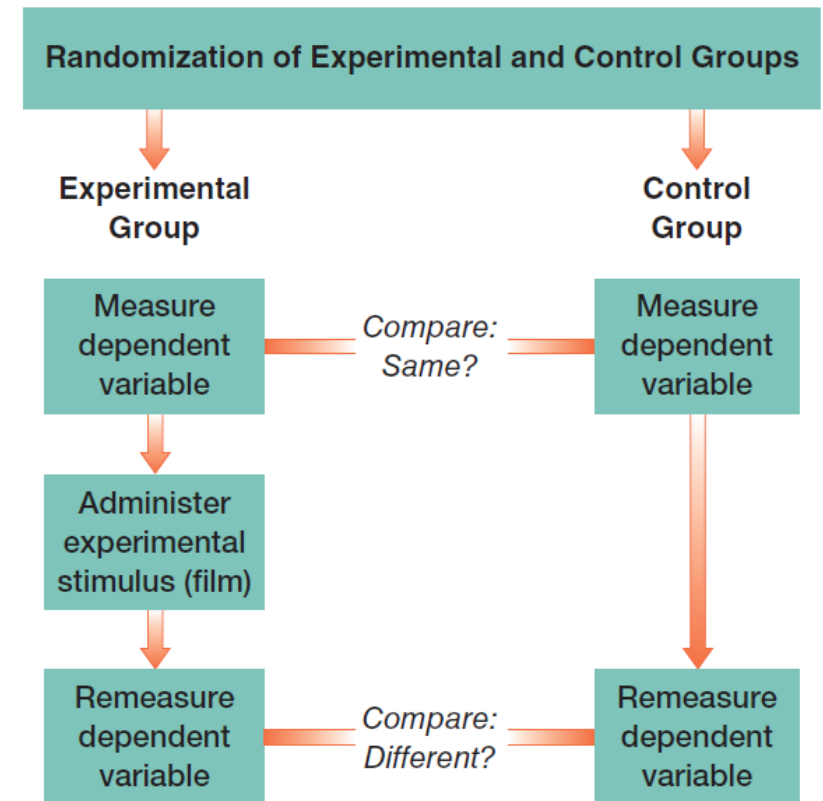 Randomization of Experimental and Control Groups
Experimental
Group
Control
Group
Measure
dependent
variable
Compare:
Same?
Measure
dependent
variable
Administer
experimental
stimulus (film)
Remeasure
dependent
variable
Compare:
Different?
Remeasure
dependent
variable